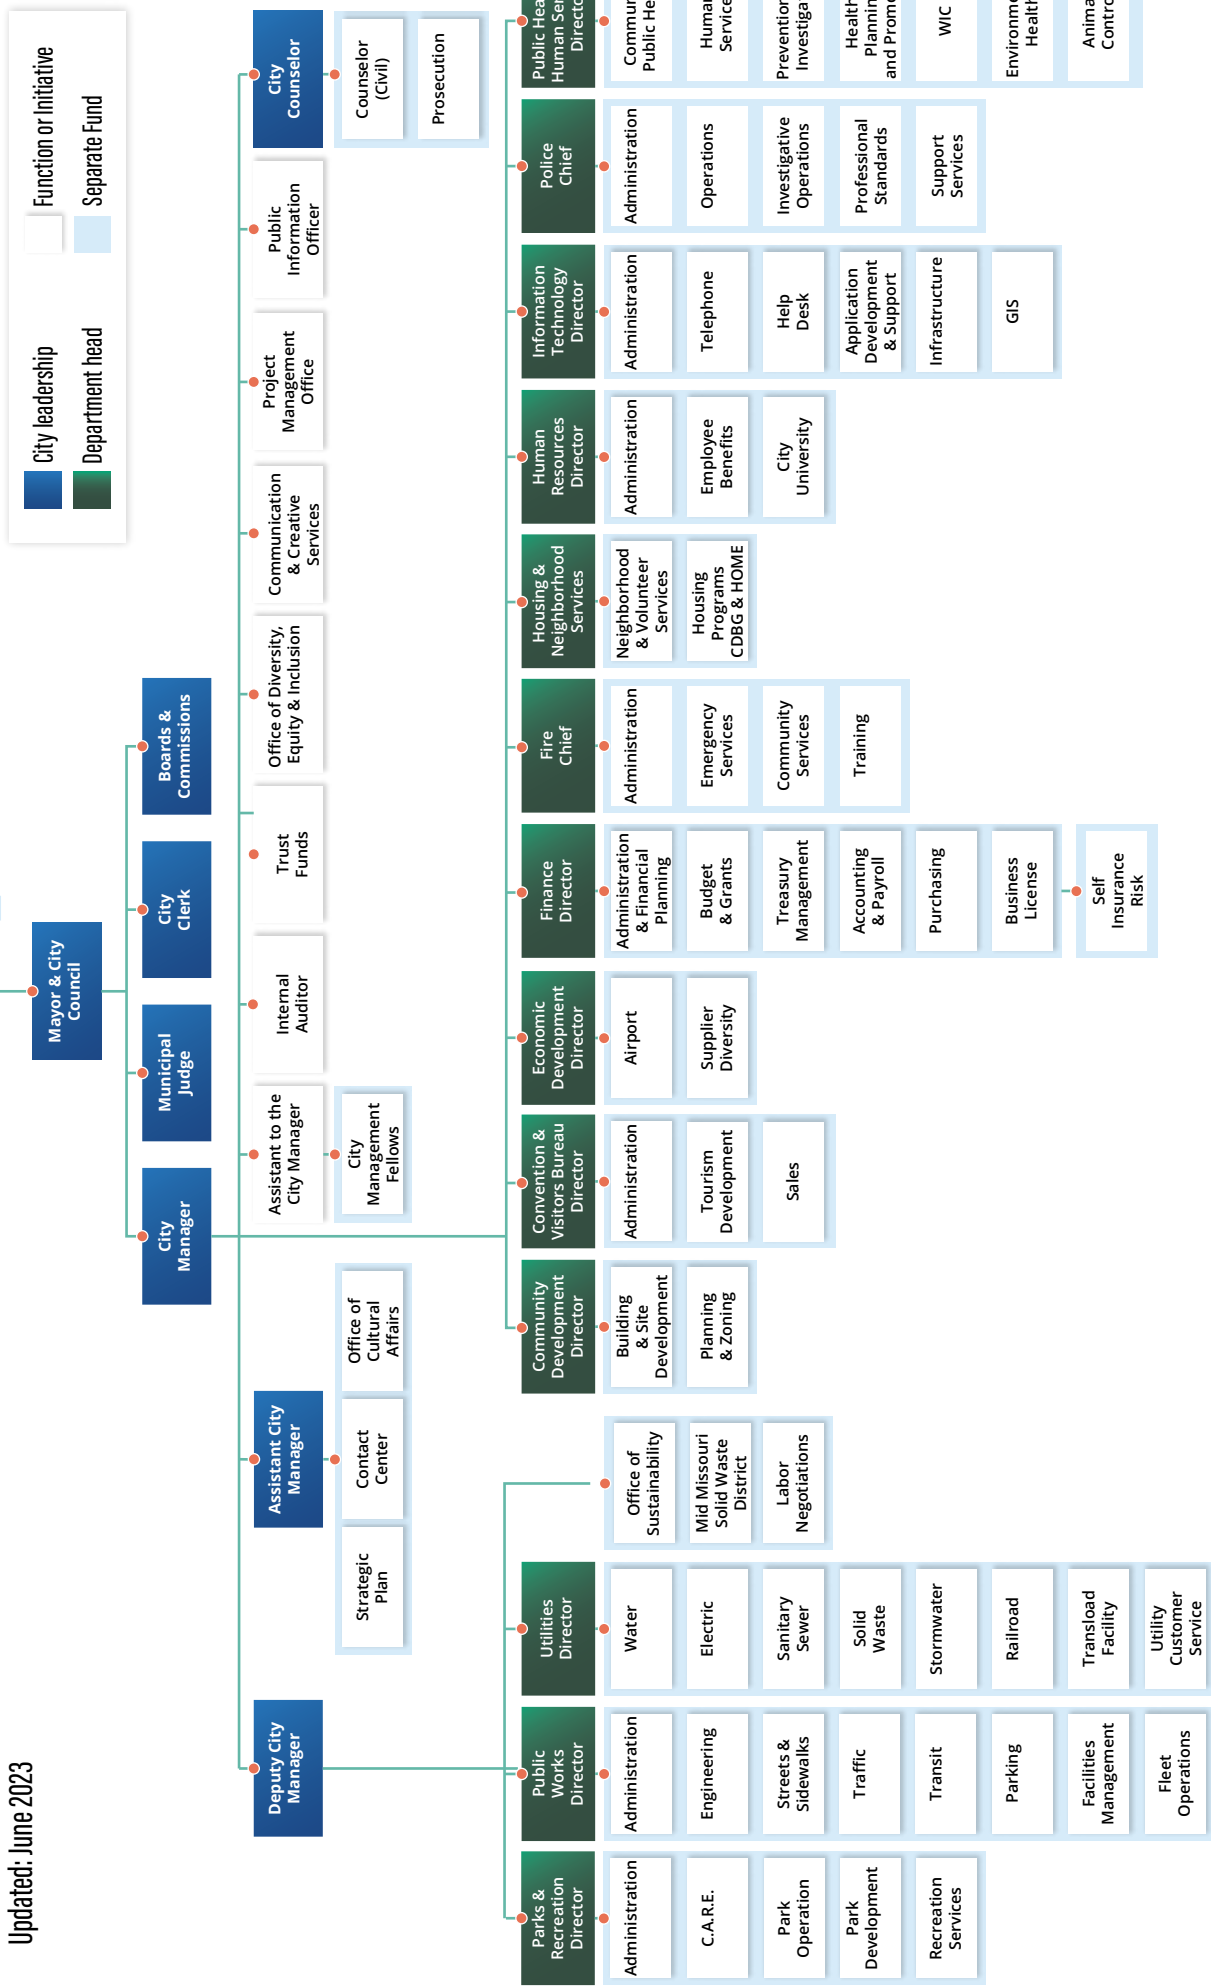 Updated: June 2023
City leadership
Department head
Function or Initiative
Separate Fund
Mayor & City
Council
City
Manager
Municipal
Judge
City
Clerk
Boards &
Commissions
Deputy City
Manager
Assistant City
Manager
Strategic
Plan
Contact
Center
Office of
Cultural
Affairs
Assistant to the
City Manager
City
Management
Fellows
Internal
Auditor
Trust
Funds
Office of Diversity,
Equity & Inclusion
Communication
& Creative
Services
Project
Management
Office
Public
Information
Officer
City
Counselor
Counselor
(Civil)
Prosecution
Parks &
Recreation
Director
Administration
C.A.R.E.
Park
Operation
Park
Development
Recreation
Services
Public
Works
Director
Administration
Engineering
Streets &
Sidewalks
Traffic
Transit
Parking
Facilities
Management
Fleet
Operations
Utilities
Director
Water
Electric
Sanitary
Sewer
Solid
Waste
Stormwater
Railroad
Transload
Facility
Utility
Customer
Service
Office of
Sustainability
Mid Missouri
Solid Waste
District
Labor
Negotiations
Community
Development
Director
Building
& Site
Development
Planning
& Zoning
Convention &
Visitors Bureau
Director
Administration
Tourism
Development
Sales
Economic
Development
Director
Airport
Supplier
Diversity
Finance
Director
Administration
& Financial
Planning
Budget
& Grants
Treasury
Management
Accounting
& Payroll
Purchasing
Business
License
Self
Insurance
Risk
Fire
Chief
Administration
Emergency
Services
Community
Services
Training
Housing &
Neighborhood
Services
Neighborhood
& Volunteer
Services
Housing
Programs
CDBG & HOME
Human
Resources
Director
Administration
Employee
Benefits
City
University
Information
Technology
Director
Administration
Telephone
Help
Desk
Application
Development
& Support
Infrastructure
GIS
Police
Chief
Administration
Operations
Investigative
Operations
Professional
Standards
Support
Services
Public
Human
Public
Human
Planning
and
WIC